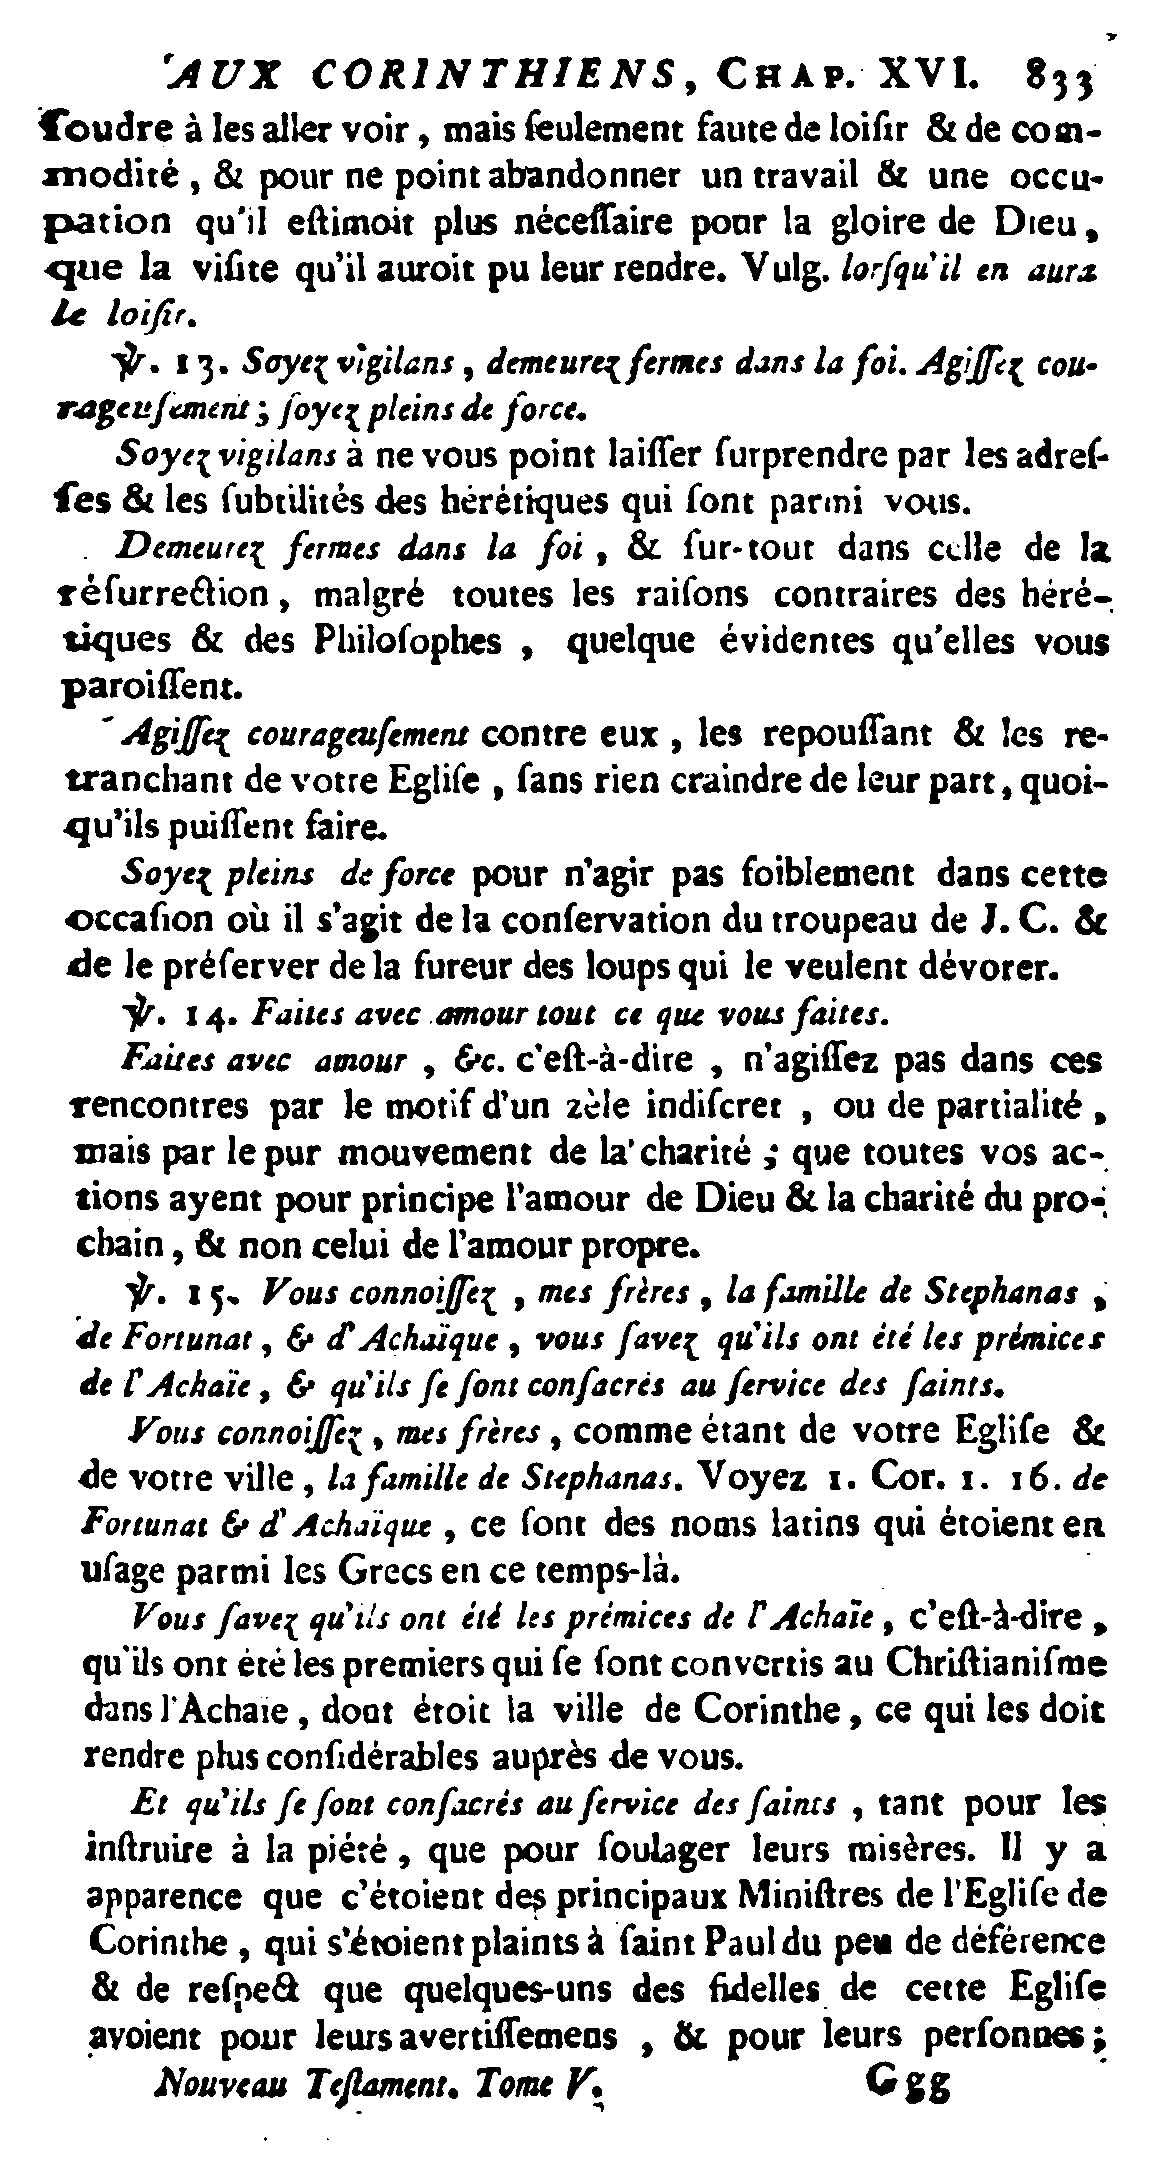 AUX CORINTHIENS, CHAP. XVI. 833
ſoudre à les aller voir, mais ſeulement faute de loiſir & de com-
modité, & pour ne point abandonner un travail & une occu-
pation qu'il eſtimoit plus néceſſaire pour la gloire de Dieu,
que la viſite qu'il auroit pu leur rendre. Vulg. lorſqu'il en aura
le loiſir.
℣. 13. Soyez vigilans, demeurez fermes dans la foi. Agiſſez cou-
rageuſement; ſoyez pleins de force.
Soyez vigilans à ne vous point laiſſer ſurprendre par les adreſ-
ſes & les ſubtilités des hérétiques qui ſont parmi vous.
Demeurez fermes dans la foi, & ſur-tout dans celle de la
réſurrection, malgré toutes les raiſons contraires des héré-
tiques & des Philoſophes, quelque évidentes qu'elles vous
paroiſſent.
Agiſſez courageuſement contre eux, les repouſſant & les re-
tranchant de votre Egliſe, ſans rien craindre de leur part, quoi-
qu'ils puiſſent faire.
Soyez pleins de force pour n'agir pas foiblement dans cette
occaſion où il s'agit de la conſervation du troupeau de J. C. &
de le préſerver de la fureur des loups qui le veulent dévorer.
℣. 14. Faites avec amour tout ce que vous faites.
Faites avec amour, &c. c'eſt-à-dire, n'agiſſez pas dans ces
rencontres par le motif d'un zèle indiſcret, ou de partialité,
mais par le pur mouvement de la charité; que toutes vos ac-
tions ayent pour principe l'amour de Dieu & la charité du pro-
chain, & non celui de l'amour propre.
℣. 15. Vous connoiſſez, mes frères, la famille de Stephanas,
de Fortunat, & d'Achaïque, vous ſavez qu'ils ont été les prémices
de l'Achaïe, & qu'ils ſe ſont conſacrés au ſervice des ſaints.
Vous connoiſſez, mes frères, comme étant de votre Egliſe &
de votre ville, la famille de Stephanas. Voyez 1. Cor. 1. 16. de
Fortunat & d'Achaïque, ce ſont des noms latins qui étoient en
uſage parmi les Grecs en ce temps-là.
Vous ſavez qu'ils ont été les prémices de l'Achaïe, c'eſt-à-dire,
qu'ils ont été les premiers qui ſe ſont convertis au Chriſtianiſme
dans l'Achaïe, dont étoit la ville de Corinthe, ce qui les doit
rendre plus conſidérables auprès de vous.
Et qu'ils ſe ſont conſacrés au ſervice des ſaints, tant pour les
inſtruire à la piété, que pour ſoulager leurs misères. Il y a
apparence que c'étoient des principaux Miniſtres de l'Egliſe de
Corinthe, qui s'étoient plaints à ſaint Paul du peu de déférence
& de reſpect que quelques-uns des fidelles de cette Egliſe
avoient pour leurs avertiſſemens, & pour leurs perſonnes;
Nouveau Teſtament. Tome V. Ggg